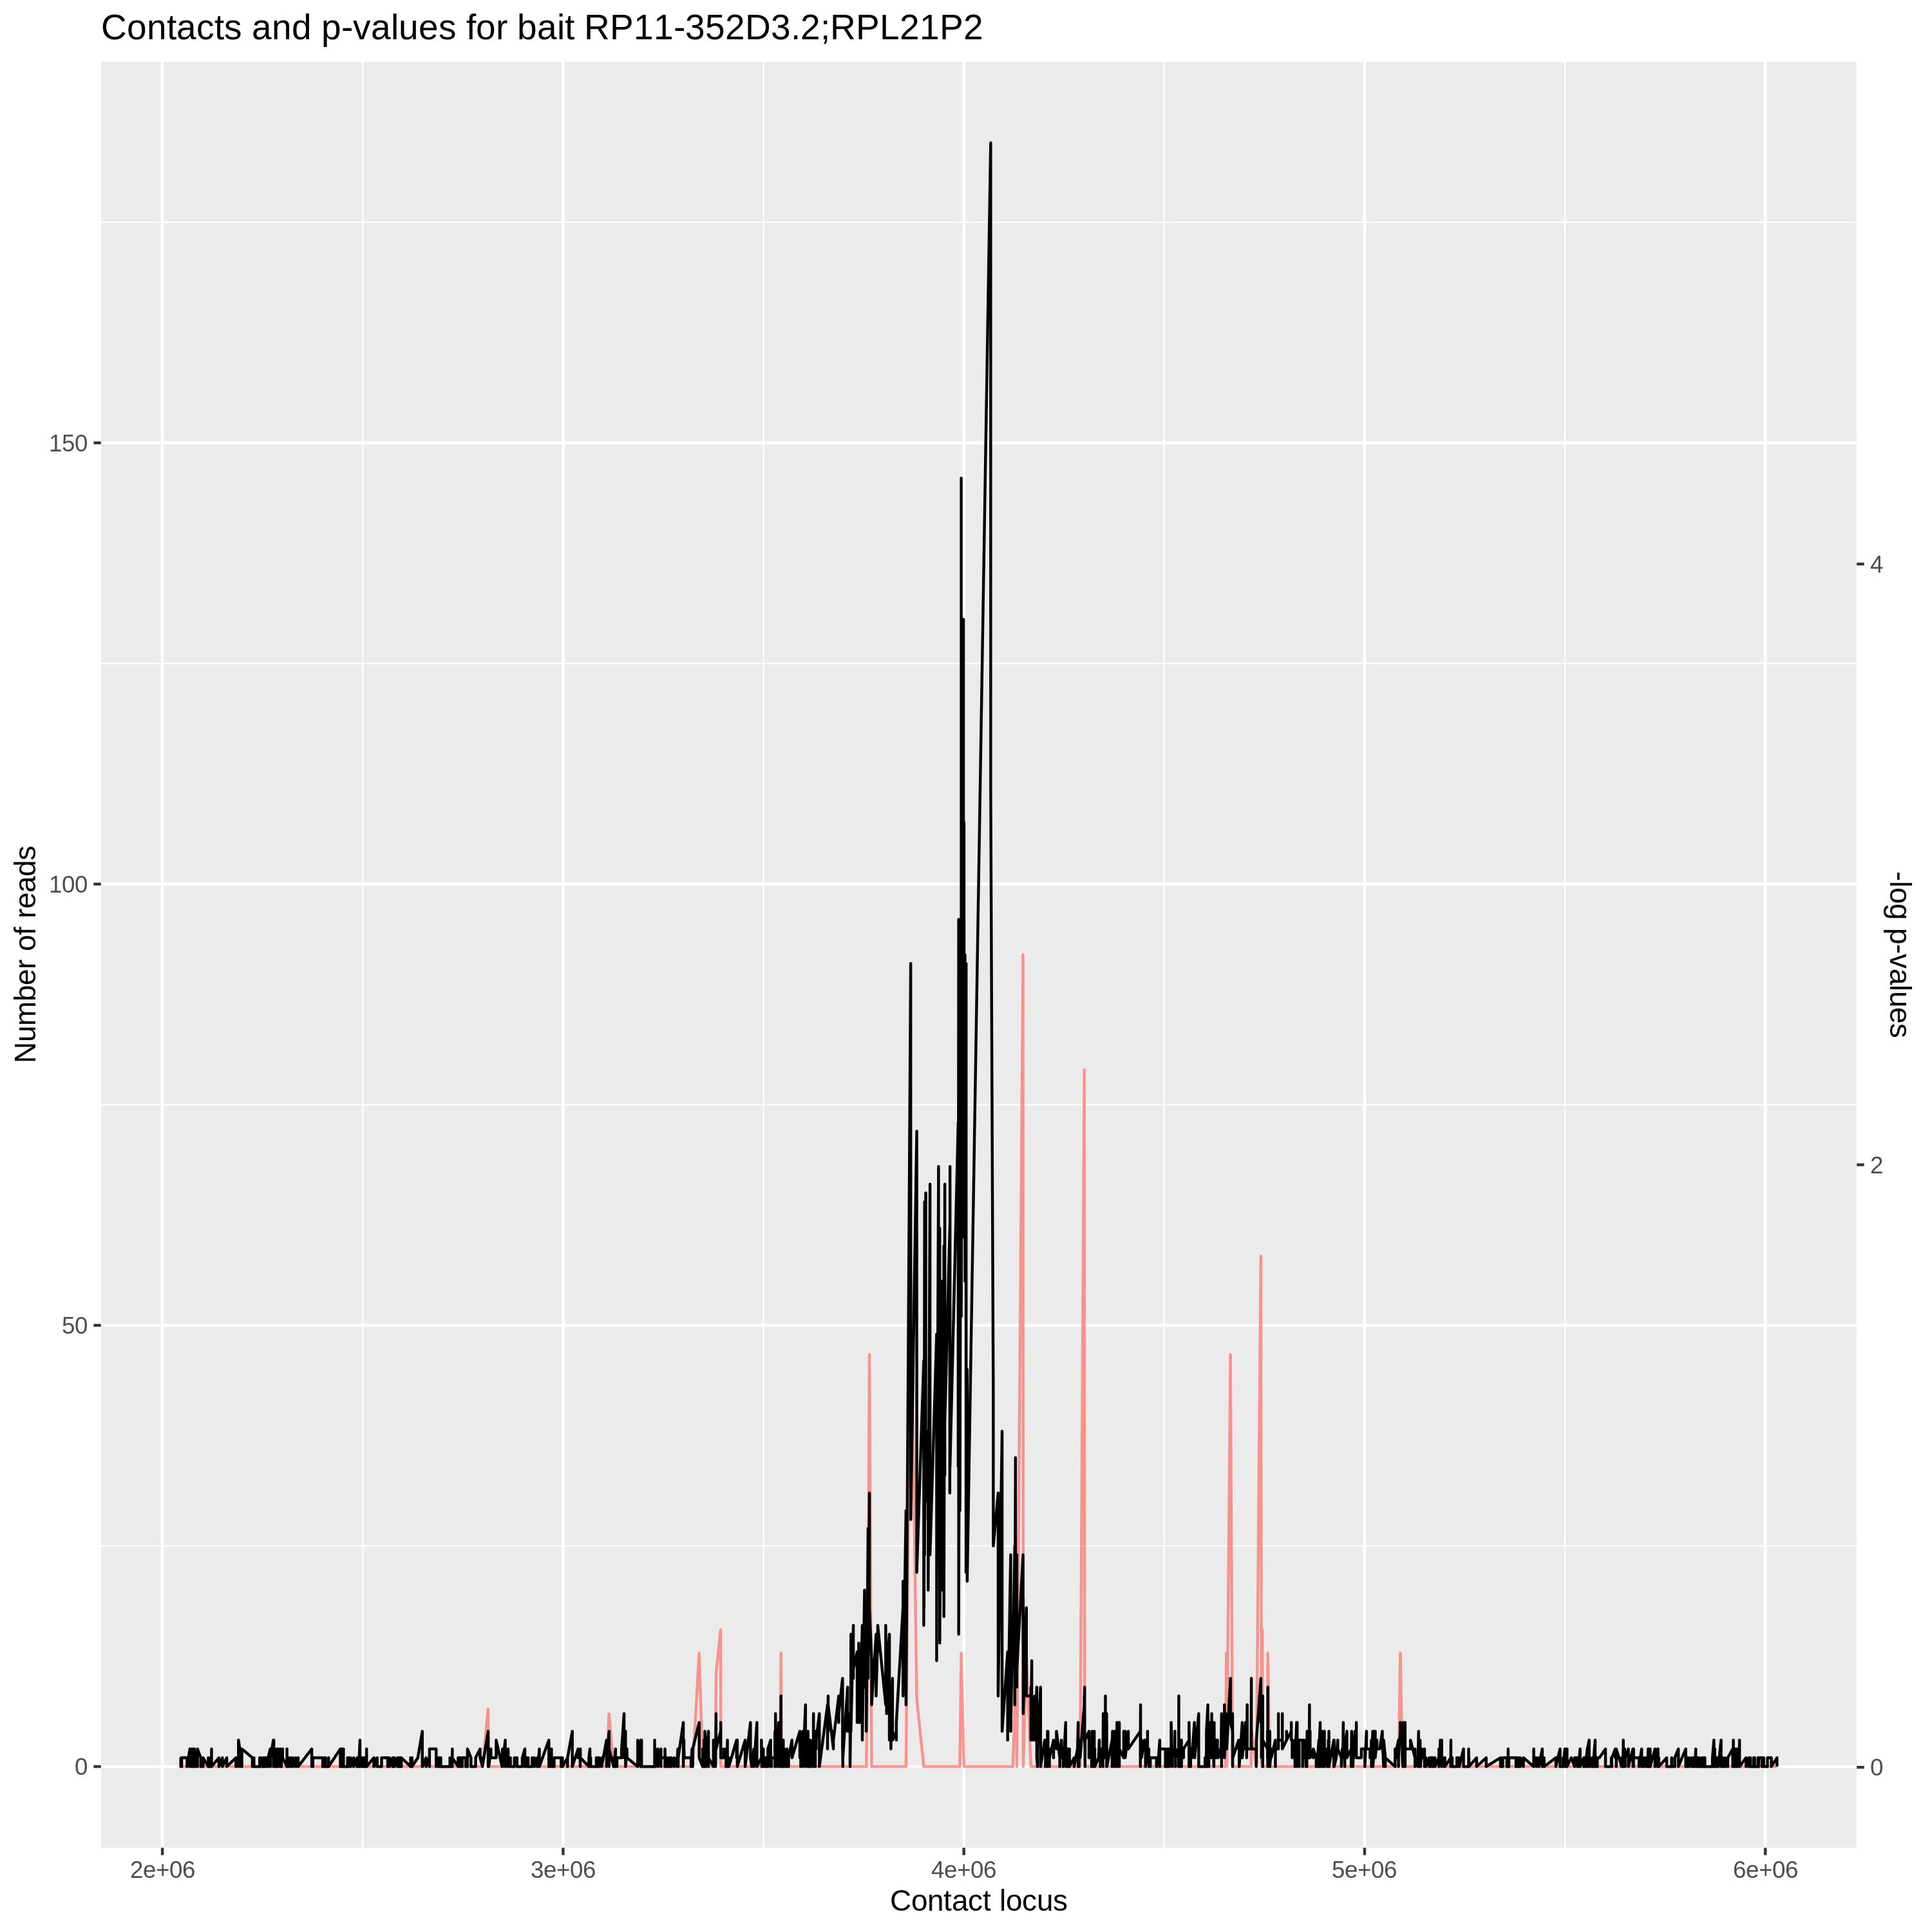 Contacts and p-values for bait RP11-352D3.2;RPL21P2
150
100
50
0
Number of reads
4
2
0
-log p-values
2e+06 3e+06 4e+06 5e+06 6e+06
Contact locus